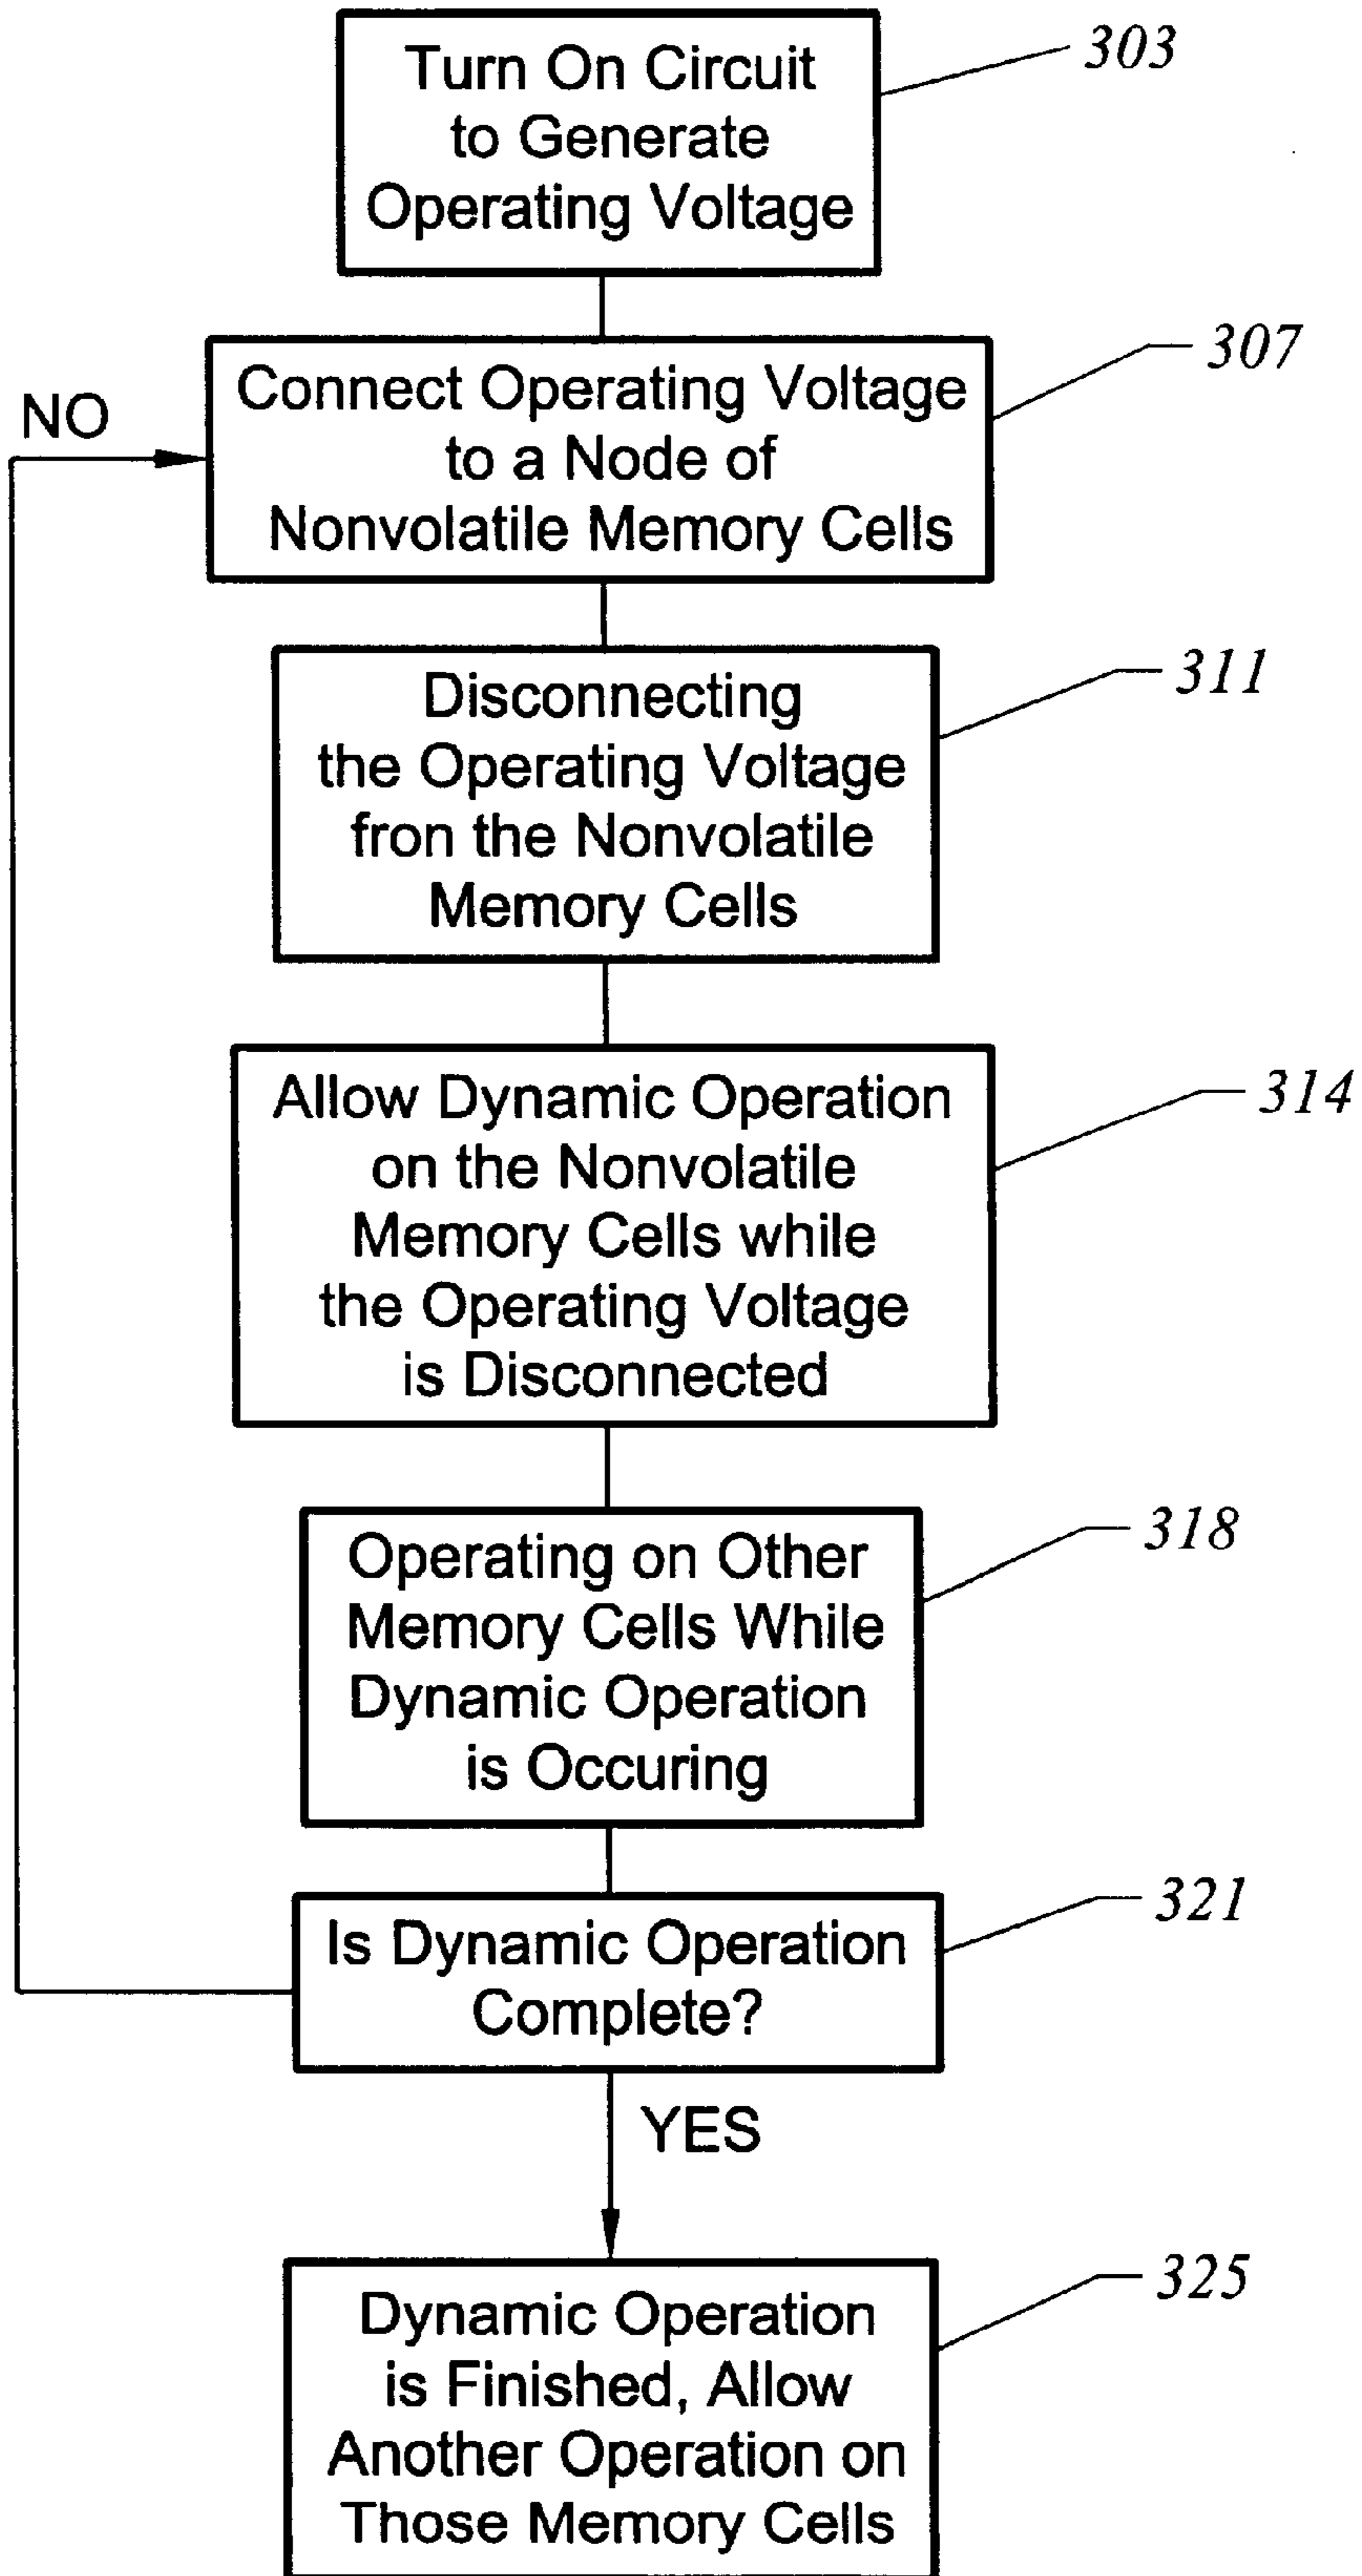 Turn On Circuit
to Generate
Operating Voltage
303
Connect Operating Voltage
to a Node of
Nonvolatile Memory Cells
307
NO
Disconnecting
the Operating Voltage
fron the Nonvolatile
Memory Cells
311
Allow Dynamic Operation
on the Nonvolatile
Memory Cells while
the Operating Voltage
is Disconnected
314
Operating on Other
Memory Cells While
Dynamic Operation
is Occuring
318
Is Dynamic Operation
Complete?
321
YES
Dynamic Operation
is Finished, Allow
Another Operation on
Those Memory Cells
325